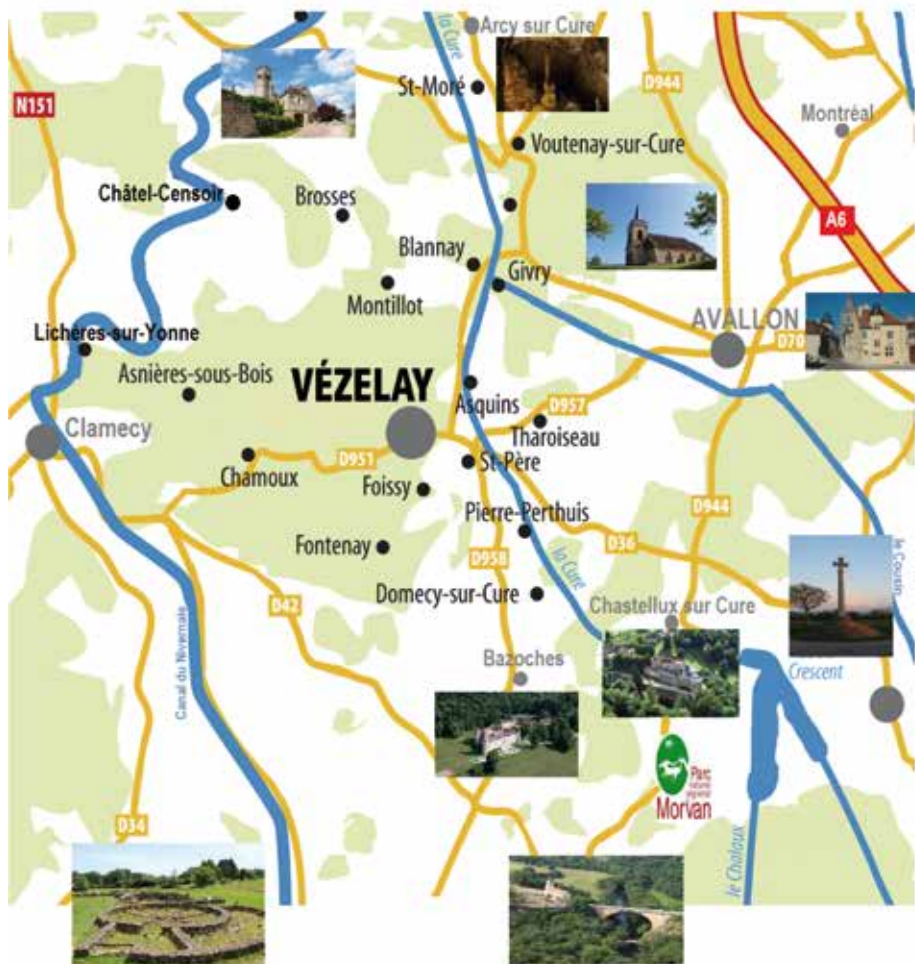 la Cure
Arcy sur Cure
N151
St-Moré
D944
Montréal
Voutenay-sur-Cure
Châtel-Censoir
Brosses
A6
Blannay
Givry
Montillot
AVALLON
Lichères-sur-Yonne
D70
Asnières-sous-Bois
VÉZELAY
Asquins
D957
Clamecy
Tharoiseau
D951
St-Père
Chamoux
Foissy
D944
Pierre-Perthuis
Fontenay
D958
la Cure
D36
le Cousin
Domecy-sur-Cure
D42
Chastellux sur Cure
Canal du Nivernais
Bazoches
Crescent
Parc
naturel
régional
Morvan
D34
le Chalaux